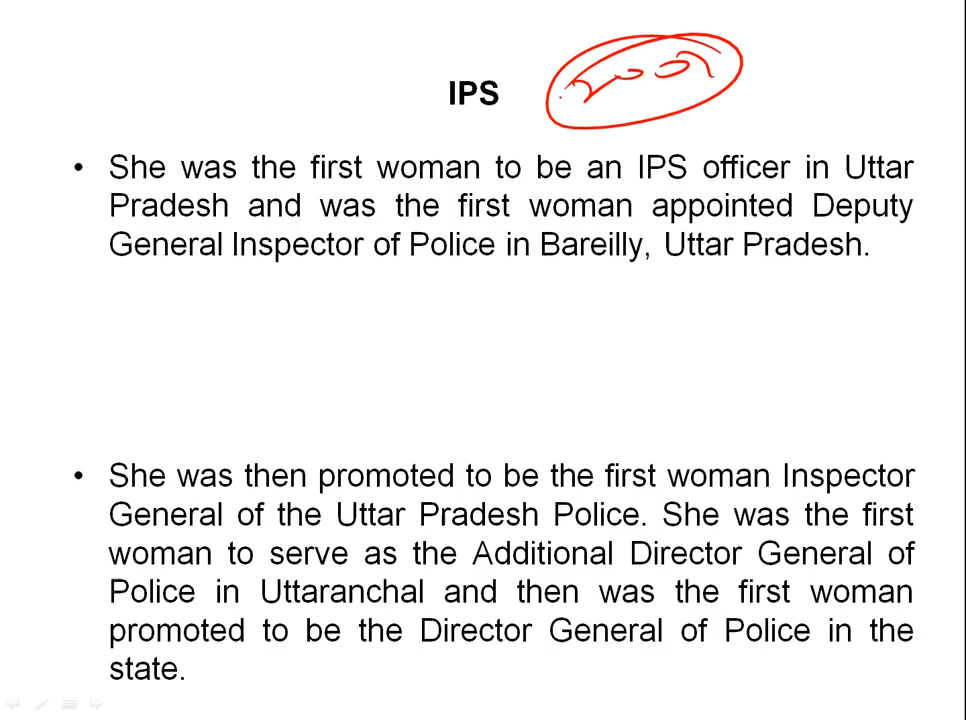 IPS
• She was the first woman to be an IPS officer in Uttar
Pradesh and was the first woman appointed Deputy
General Inspector of Police in Bareilly, Uttar Pradesh.
• She was then promoted to be the first woman Inspector
General of the Uttar Pradesh Police. She was the first
woman to serve as the Additional Director General of
Police in Uttaranchal and then was the first woman
promoted to be the Director General of Police in the
state.